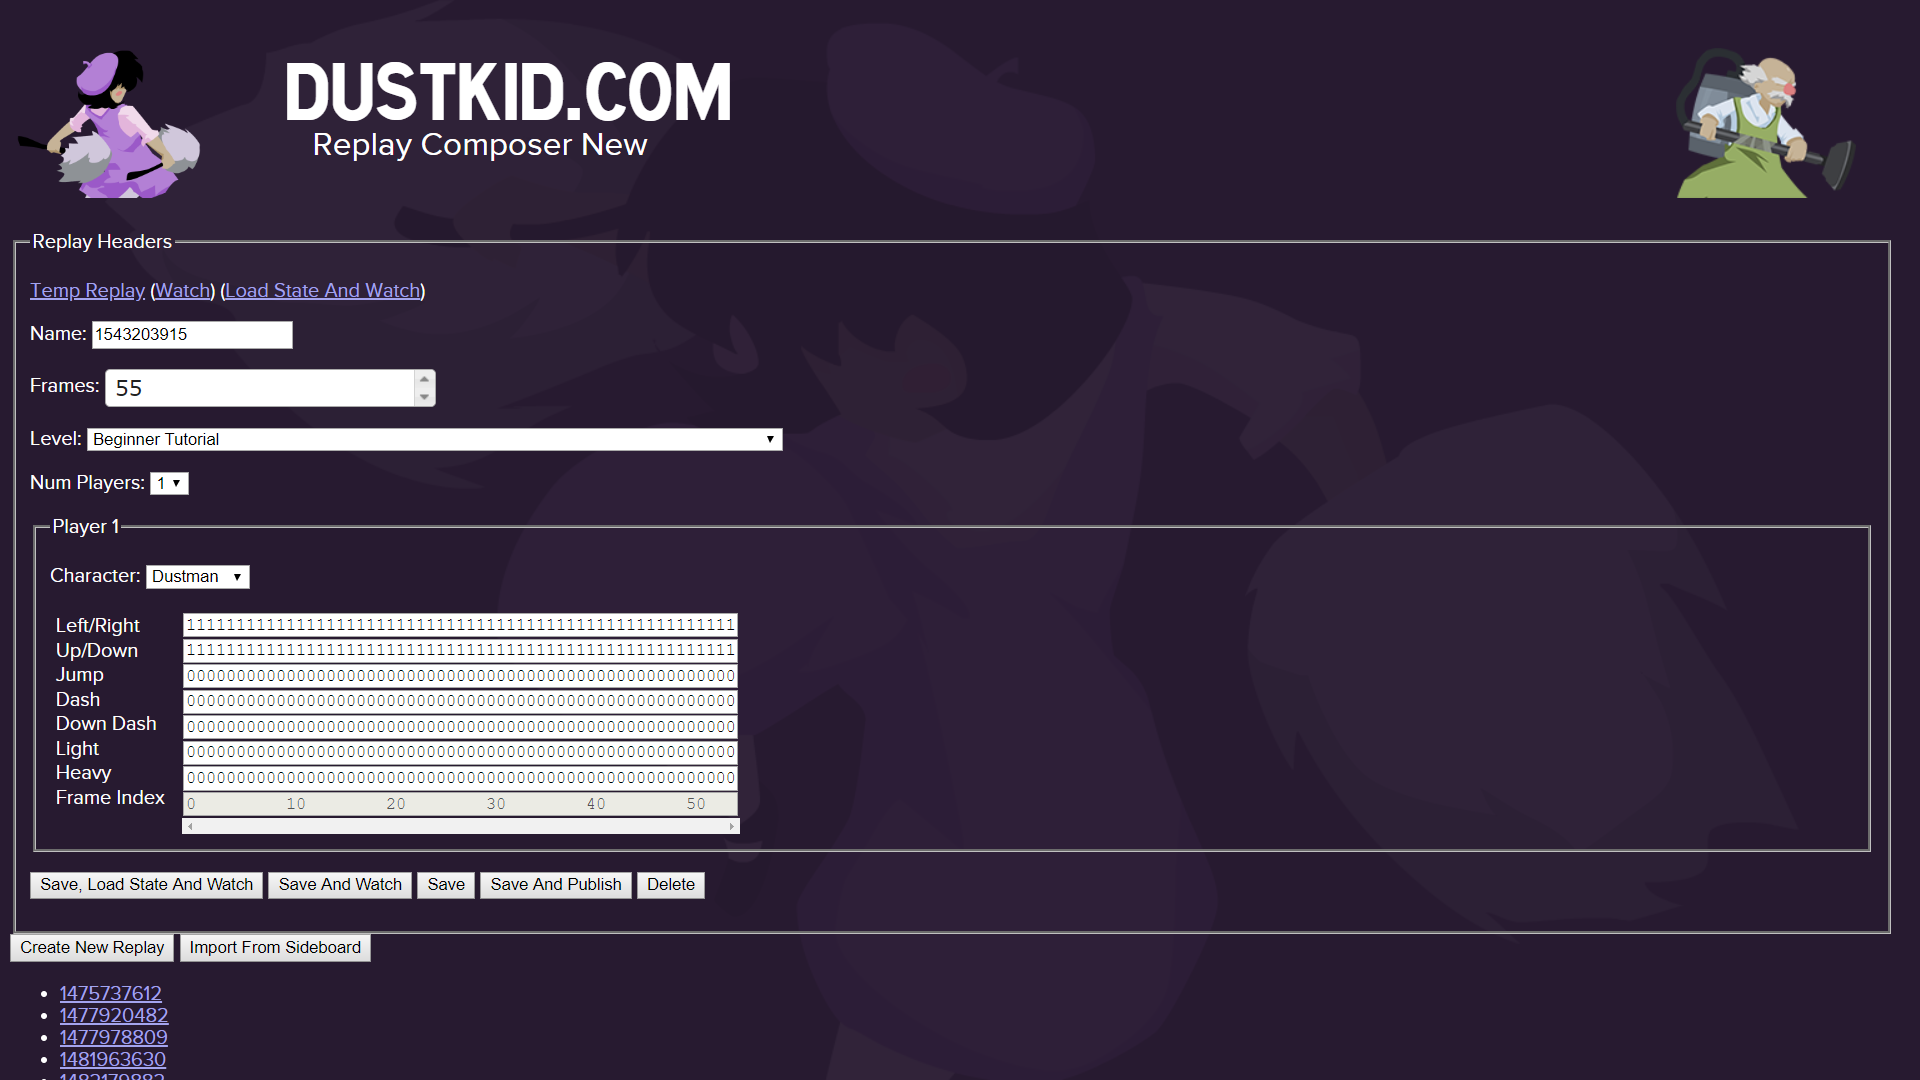 DUSTKID.COM
Replay Composer New
Replay Headers
Temp Replay (Watch) (Load State And Watch)
Name: 1543203915
Frames: 55
Level: Beginner Tutorial
Num Players: 1
Player 1
Character: Dustman
Left/Right 1111111111111111111111111111111111111111111111111111111
Up/Down 1111111111111111111111111111111111111111111111111111111
Jump 0000000000000000000000000000000000000000000000000000000
Dash 0000000000000000000000000000000000000000000000000000000
Down Dash 0000000000000000000000000000000000000000000000000000000
Light 0000000000000000000000000000000000000000000000000000000
Heavy 0000000000000000000000000000000000000000000000000000000
Frame Index 0 10 20 30 40 50
Save, Load State And Watch Save And Watch Save Save And Publish Delete
Create New Replay Import From Sideboard
1475737612
1477920482
1477978809
1481963630